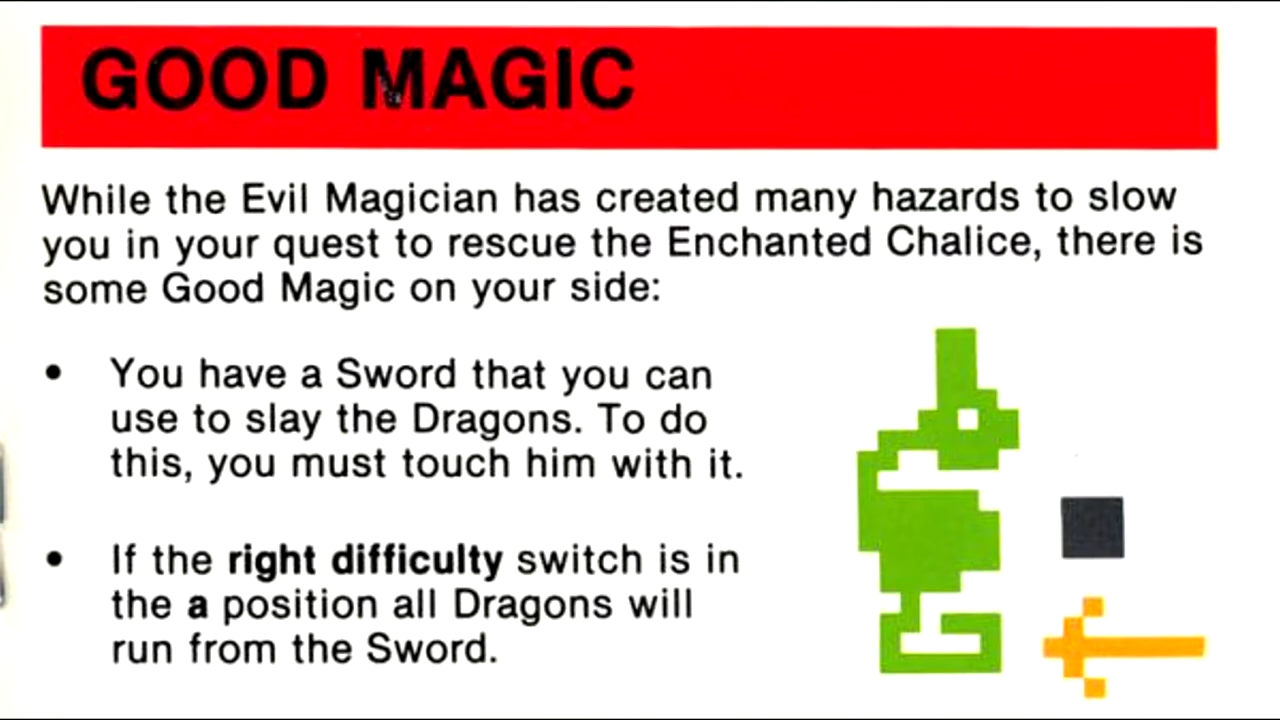 GOOD MAGIC
While the Evil Magician has created many hazards to slow
you in your quest to rescue the Enchanted Chalice, there is
some Good Magic on your side:
• You have a Sword that you can
use to slay the Dragons. To do
this, you must touch him with it.
• If the right difficulty switch is in
the a position all Dragons will
run from the Sword.